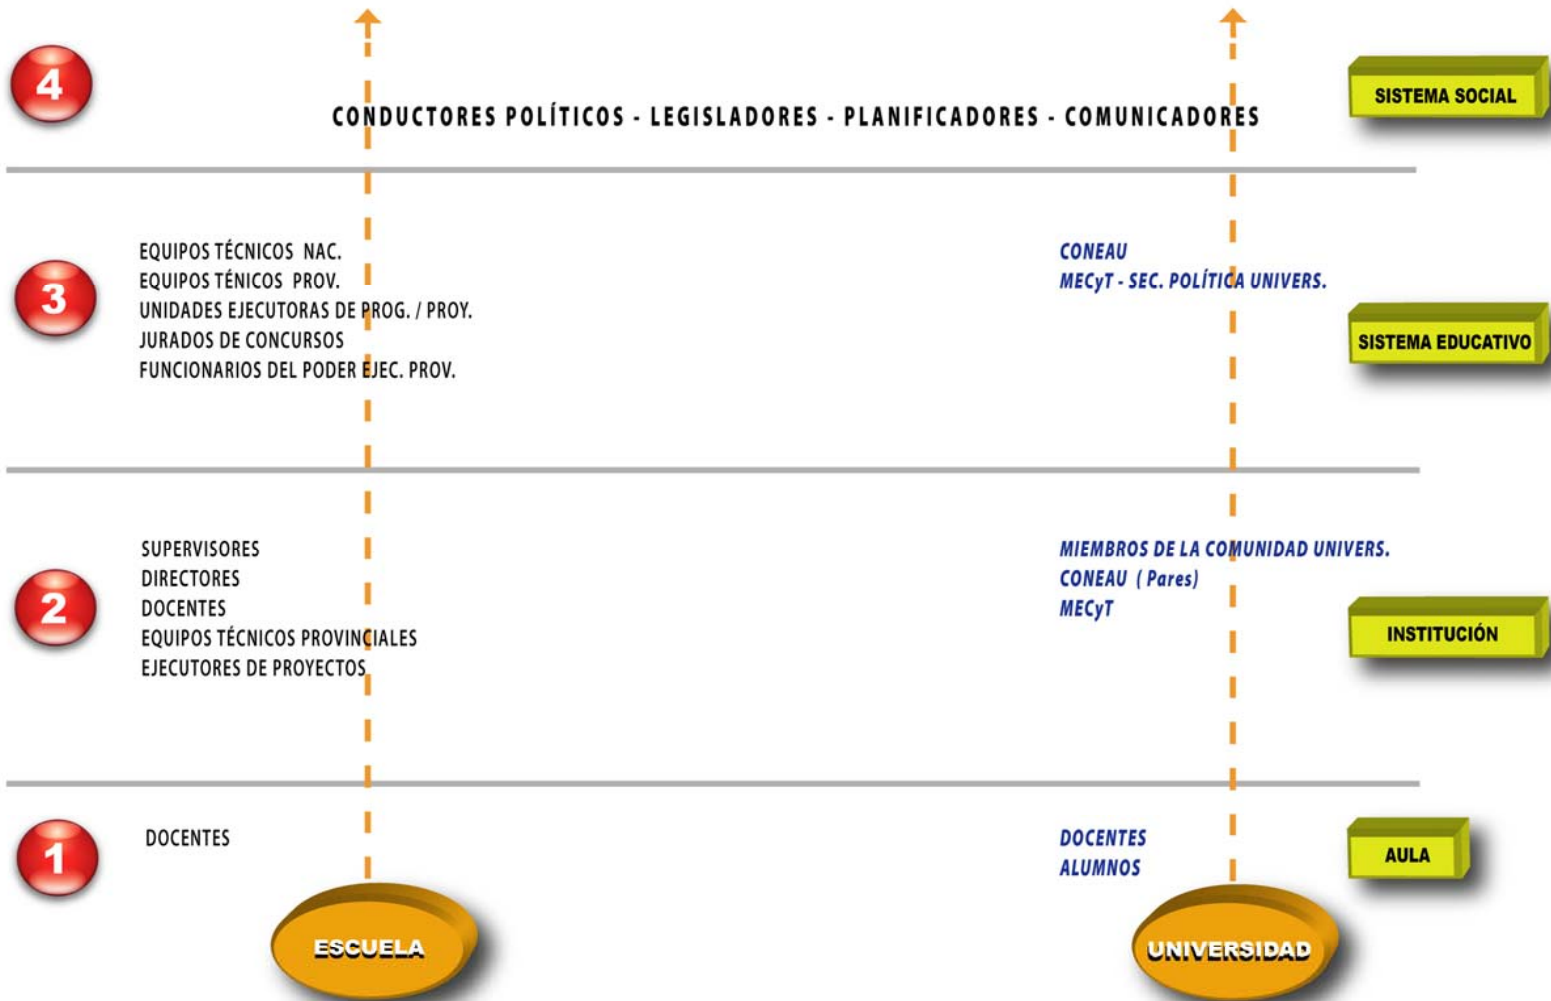 4
CONDUCTORES POLÍTICOS - LEGISLADORES - PLANIFICADORES - COMUNICADORES
SISTEMA SOCIAL
3
EQUIPOS TÉCNICOS NAC.
EQUIPOS TÉNICOS PROV.
UNIDADES EJECUTORAS DE PROG. / PROY.
JURADOS DE CONCURSOS
FUNCIONARIOS DEL PODER EJEC. PROV.
CONEAU
MECyT - SEC. POLÍTICA UNIVERS.
SISTEMA EDUCATIVO
2
SUPERVISORES
DIRECTORES
DOCENTES
EQUIPOS TÉCNICOS PROVINCIALES
EJECUTORES DE PROYECTOS
MIEMBROS DE LA COMUNIDAD UNIVERS.
CONEAU ( Pares)
MECyT
INSTITUCIÓN
1
DOCENTES
DOCENTES
ALUMNOS
AULA
ESCUELA
UNIVERSIDAD